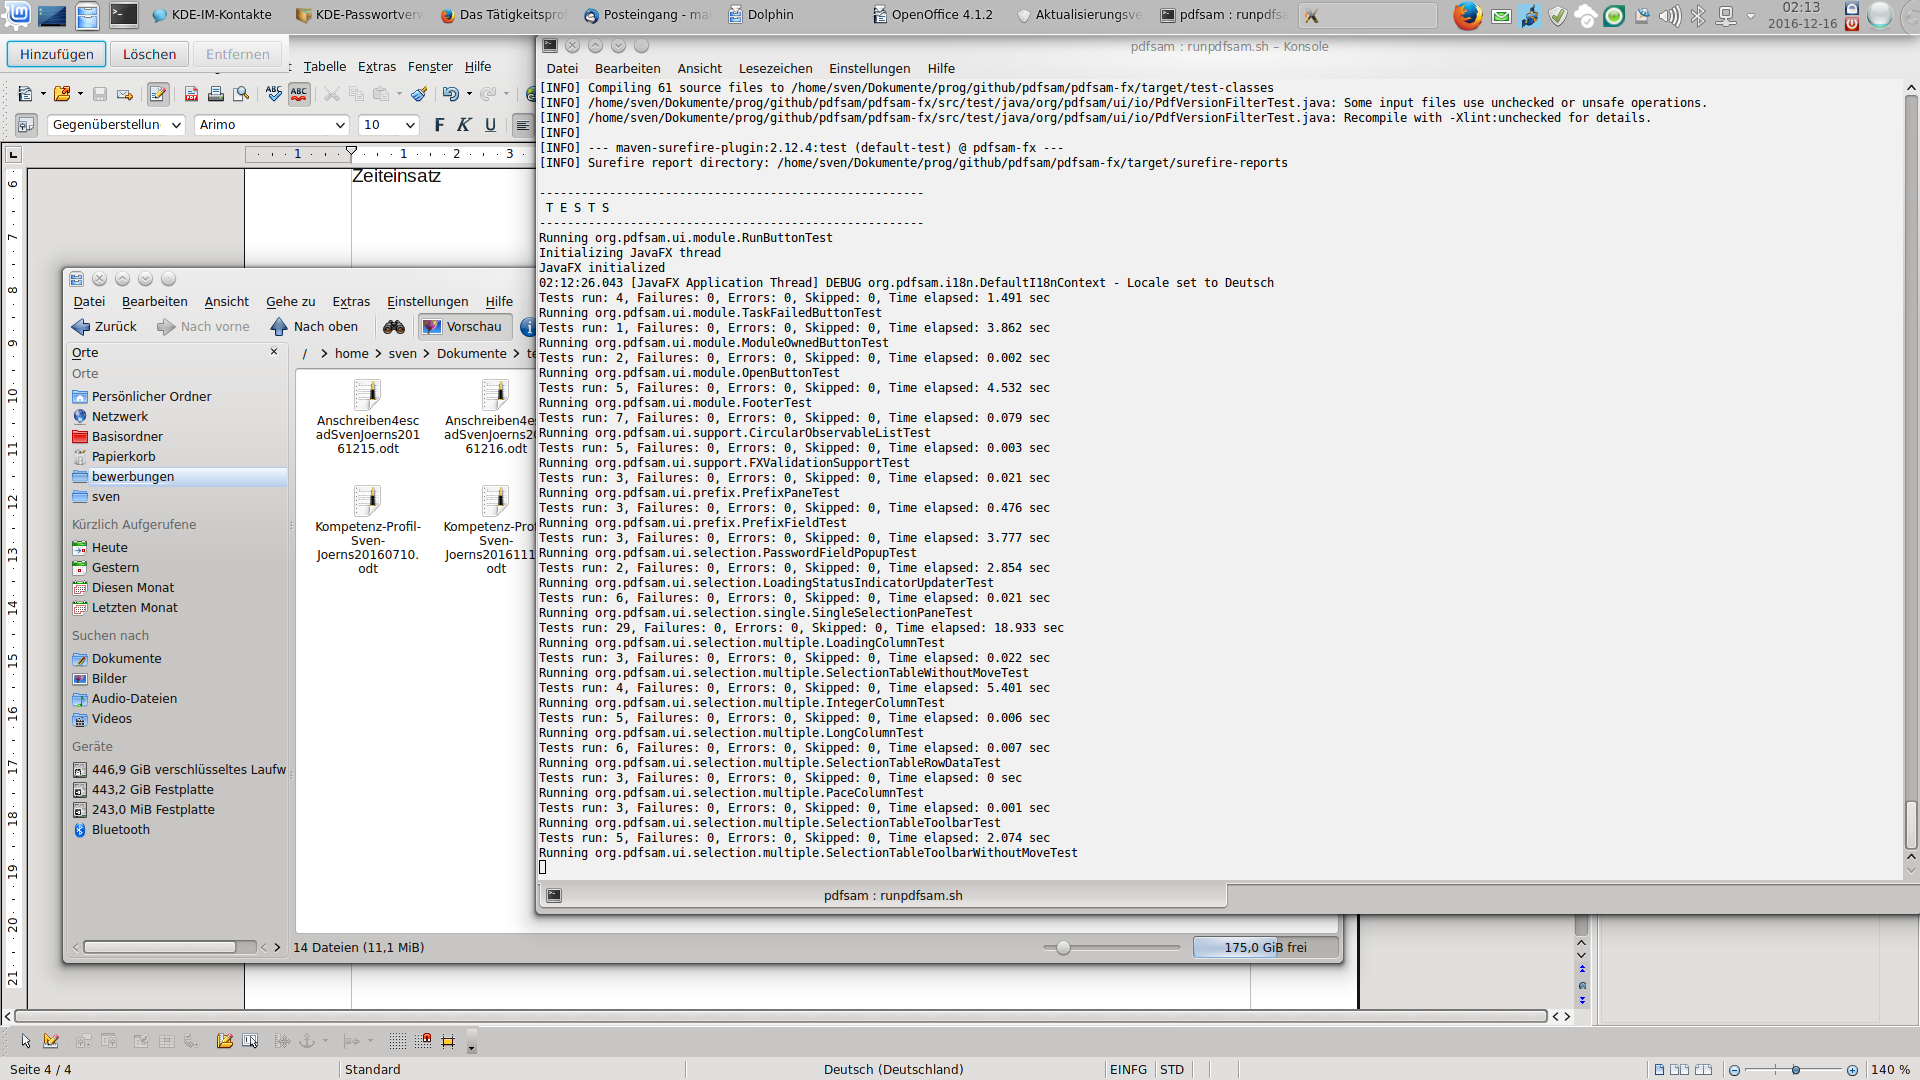 KDE-IM-Kontakte
KDE-Passwortverw
Das Tätigkeitsprof
Posteingang - mai
Dolphin
OpenOffice 4.1.2
Aktualisierungsve
pdfsam : runpdfsa
02:13
2016-12-16
Hinzufügen
Löschen
Entfernen
Tabelle
Extras
Fenster
Hilfe
Gegenüberstellun
Arimo
10
F K U
1 1 2 3
Zeiteinsatz
6
7
8
9
10
11
12
13
14
15
16
17
18
19
20
21
Datei
Bearbeiten
Ansicht
Gehe zu
Extras
Einstellungen
Hilfe
Zurück
Nach vorne
Nach oben
Vorschau
Orte
/ > home > sven > Dokumente > te
Orte
Persönlicher Ordner
Netzwerk
Basisordner
Papierkorb
bewerbungen
sven
Kürzlich Aufgerufene
Heute
Gestern
Diesen Monat
Letzten Monat
Suchen nach
Dokumente
Bilder
Audio-Dateien
Videos
Geräte
446,9 GiB verschlüsseltes Laufw
443,2 GiB Festplatte
243,0 MiB Festplatte
Bluetooth
Anschreiben4esc
adSvenJoerns201
61215.odt
Anschreiben4e
adSvenJoerns2
61216.odt
Kompetenz-Profil-
Sven-
Joerns20160710.
odt
Kompetenz-Pro
Sven-
Joerns2016111
odt
14 Dateien (11,1 MiB)
175,0 GiB frei
pdfsam : runpdfsam.sh – Konsole
Datei
Bearbeiten
Ansicht
Lesezeichen
Einstellungen
Hilfe
[INFO] Compiling 61 source files to /home/sven/Dokumente/prog/github/pdfsam/pdfsam-fx/target/test-classes
[INFO] /home/sven/Dokumente/prog/github/pdfsam/pdfsam-fx/src/test/java/org/pdfsam/ui/io/PdfVersionFilterTest.java: Some input files use unchecked or unsafe operations.
[INFO] /home/sven/Dokumente/prog/github/pdfsam/pdfsam-fx/src/test/java/org/pdfsam/ui/io/PdfVersionFilterTest.java: Recompile with -Xlint:unchecked for details.
[INFO]
[INFO] --- maven-surefire-plugin:2.12.4:test (default-test) @ pdfsam-fx ---
[INFO] Surefire report directory: /home/sven/Dokumente/prog/github/pdfsam/pdfsam-fx/target/surefire-reports
-------------------------------------------------------
T E S T S
-------------------------------------------------------
Running org.pdfsam.ui.module.RunButtonTest
Initializing JavaFX thread
JavaFX initialized
02:12:26.043 [JavaFX Application Thread] DEBUG org.pdfsam.i18n.DefaultI18nContext - Locale set to Deutsch
Tests run: 4, Failures: 0, Errors: 0, Skipped: 0, Time elapsed: 1.491 sec
Running org.pdfsam.ui.module.TaskFailedButtonTest
Tests run: 1, Failures: 0, Errors: 0, Skipped: 0, Time elapsed: 3.862 sec
Running org.pdfsam.ui.module.ModuleOwnedButtonTest
Tests run: 2, Failures: 0, Errors: 0, Skipped: 0, Time elapsed: 0.002 sec
Running org.pdfsam.ui.module.OpenButtonTest
Tests run: 5, Failures: 0, Errors: 0, Skipped: 0, Time elapsed: 4.532 sec
Running org.pdfsam.ui.module.FooterTest
Tests run: 7, Failures: 0, Errors: 0, Skipped: 0, Time elapsed: 0.079 sec
Running org.pdfsam.ui.support.CircularObservableListTest
Tests run: 5, Failures: 0, Errors: 0, Skipped: 0, Time elapsed: 0.003 sec
Running org.pdfsam.ui.support.FXValidationSupportTest
Tests run: 3, Failures: 0, Errors: 0, Skipped: 0, Time elapsed: 0.021 sec
Running org.pdfsam.ui.prefix.PrefixPaneTest
Tests run: 3, Failures: 0, Errors: 0, Skipped: 0, Time elapsed: 0.476 sec
Running org.pdfsam.ui.prefix.PrefixFieldTest
Tests run: 3, Failures: 0, Errors: 0, Skipped: 0, Time elapsed: 3.777 sec
Running org.pdfsam.ui.selection.PasswordFieldPopupTest
Tests run: 2, Failures: 0, Errors: 0, Skipped: 0, Time elapsed: 2.854 sec
Running org.pdfsam.ui.selection.LoadingStatusIndicatorUpdaterTest
Tests run: 6, Failures: 0, Errors: 0, Skipped: 0, Time elapsed: 0.021 sec
Running org.pdfsam.ui.selection.single.SingleSelectionPaneTest
Tests run: 29, Failures: 0, Errors: 0, Skipped: 0, Time elapsed: 18.933 sec
Running org.pdfsam.ui.selection.multiple.LoadingColumnTest
Tests run: 3, Failures: 0, Errors: 0, Skipped: 0, Time elapsed: 0.022 sec
Running org.pdfsam.ui.selection.multiple.SelectionTableWithoutMoveTest
Tests run: 4, Failures: 0, Errors: 0, Skipped: 0, Time elapsed: 5.401 sec
Running org.pdfsam.ui.selection.multiple.IntegerColumnTest
Tests run: 5, Failures: 0, Errors: 0, Skipped: 0, Time elapsed: 0.006 sec
Running org.pdfsam.ui.selection.multiple.LongColumnTest
Tests run: 6, Failures: 0, Errors: 0, Skipped: 0, Time elapsed: 0.007 sec
Running org.pdfsam.ui.selection.multiple.SelectionTableRowDataTest
Tests run: 3, Failures: 0, Errors: 0, Skipped: 0, Time elapsed: 0 sec
Running org.pdfsam.ui.selection.multiple.PaceColumnTest
Tests run: 3, Failures: 0, Errors: 0, Skipped: 0, Time elapsed: 0.001 sec
Running org.pdfsam.ui.selection.multiple.SelectionTableToolbarTest
Tests run: 5, Failures: 0, Errors: 0, Skipped: 0, Time elapsed: 2.074 sec
Running org.pdfsam.ui.selection.multiple.SelectionTableToolbarWithoutMoveTest
pdfsam : runpdfsam.sh
Seite 4 / 4
Standard
Deutsch (Deutschland)
EINFG
STD
140 %